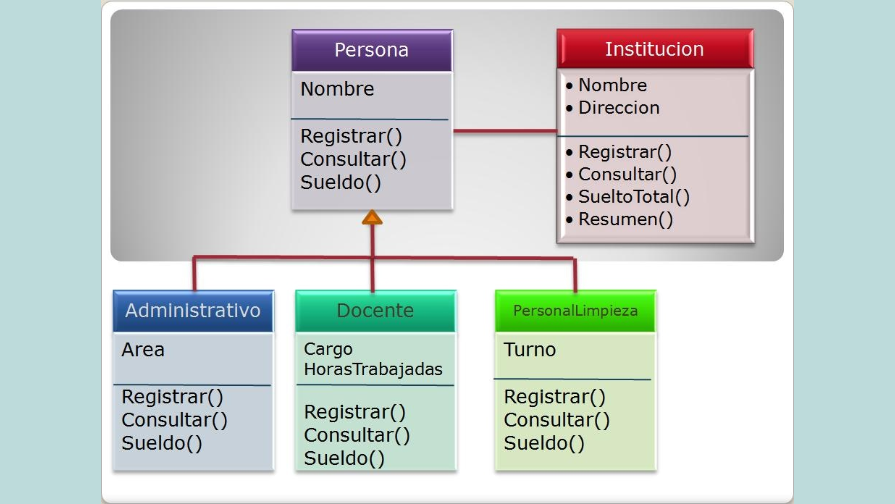 Persona
Nombre
Registrar()
Consultar()
Sueldo()
Institucion
• Nombre
• Direccion
• Registrar()
• Consultar()
• SueltoTotal()
• Resumen()
Administrativo
Area
Registrar()
Consultar()
Sueldo()
Docente
Cargo
HorasTrabajadas
Registrar()
Consultar()
Sueldo()
PersonalLimpieza
Turno
Registrar()
Consultar()
Sueldo()